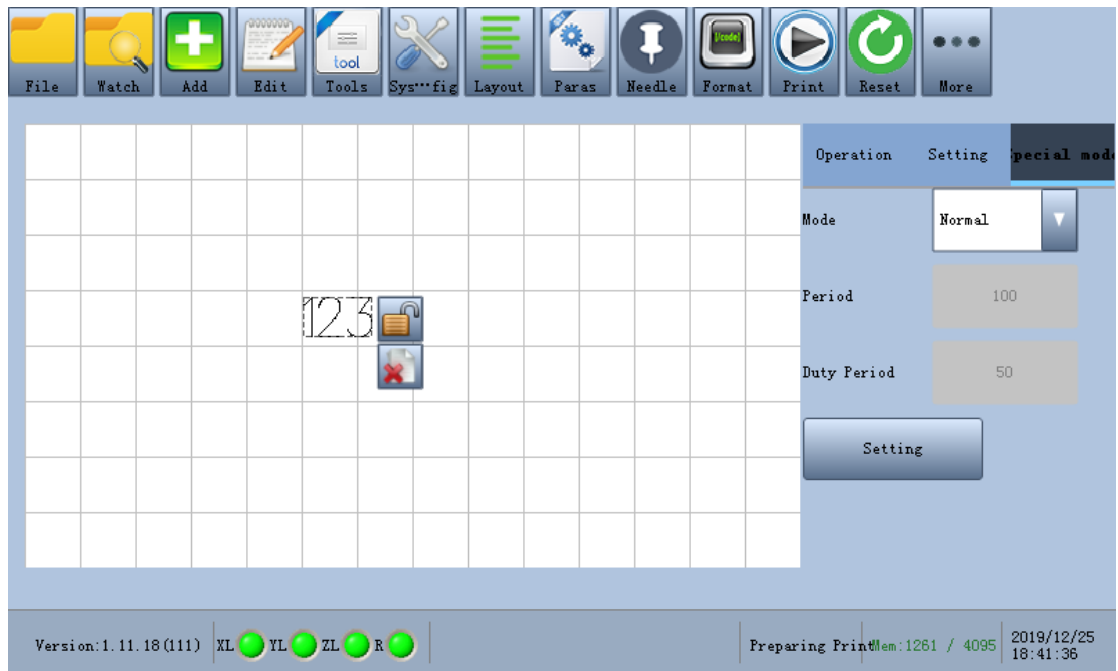 File Watch Add Edit Tools Sys…fig Layout Paras Needle Format Print Reset More
tool
[/code]
Operation Setting pecial mod
Mode Normal
123
Period 100
Duty Period 50
Setting
Version:1.11.18(111) XL YL ZL R Preparing Print Mem:1261 / 4095 2019/12/25
18:41:36